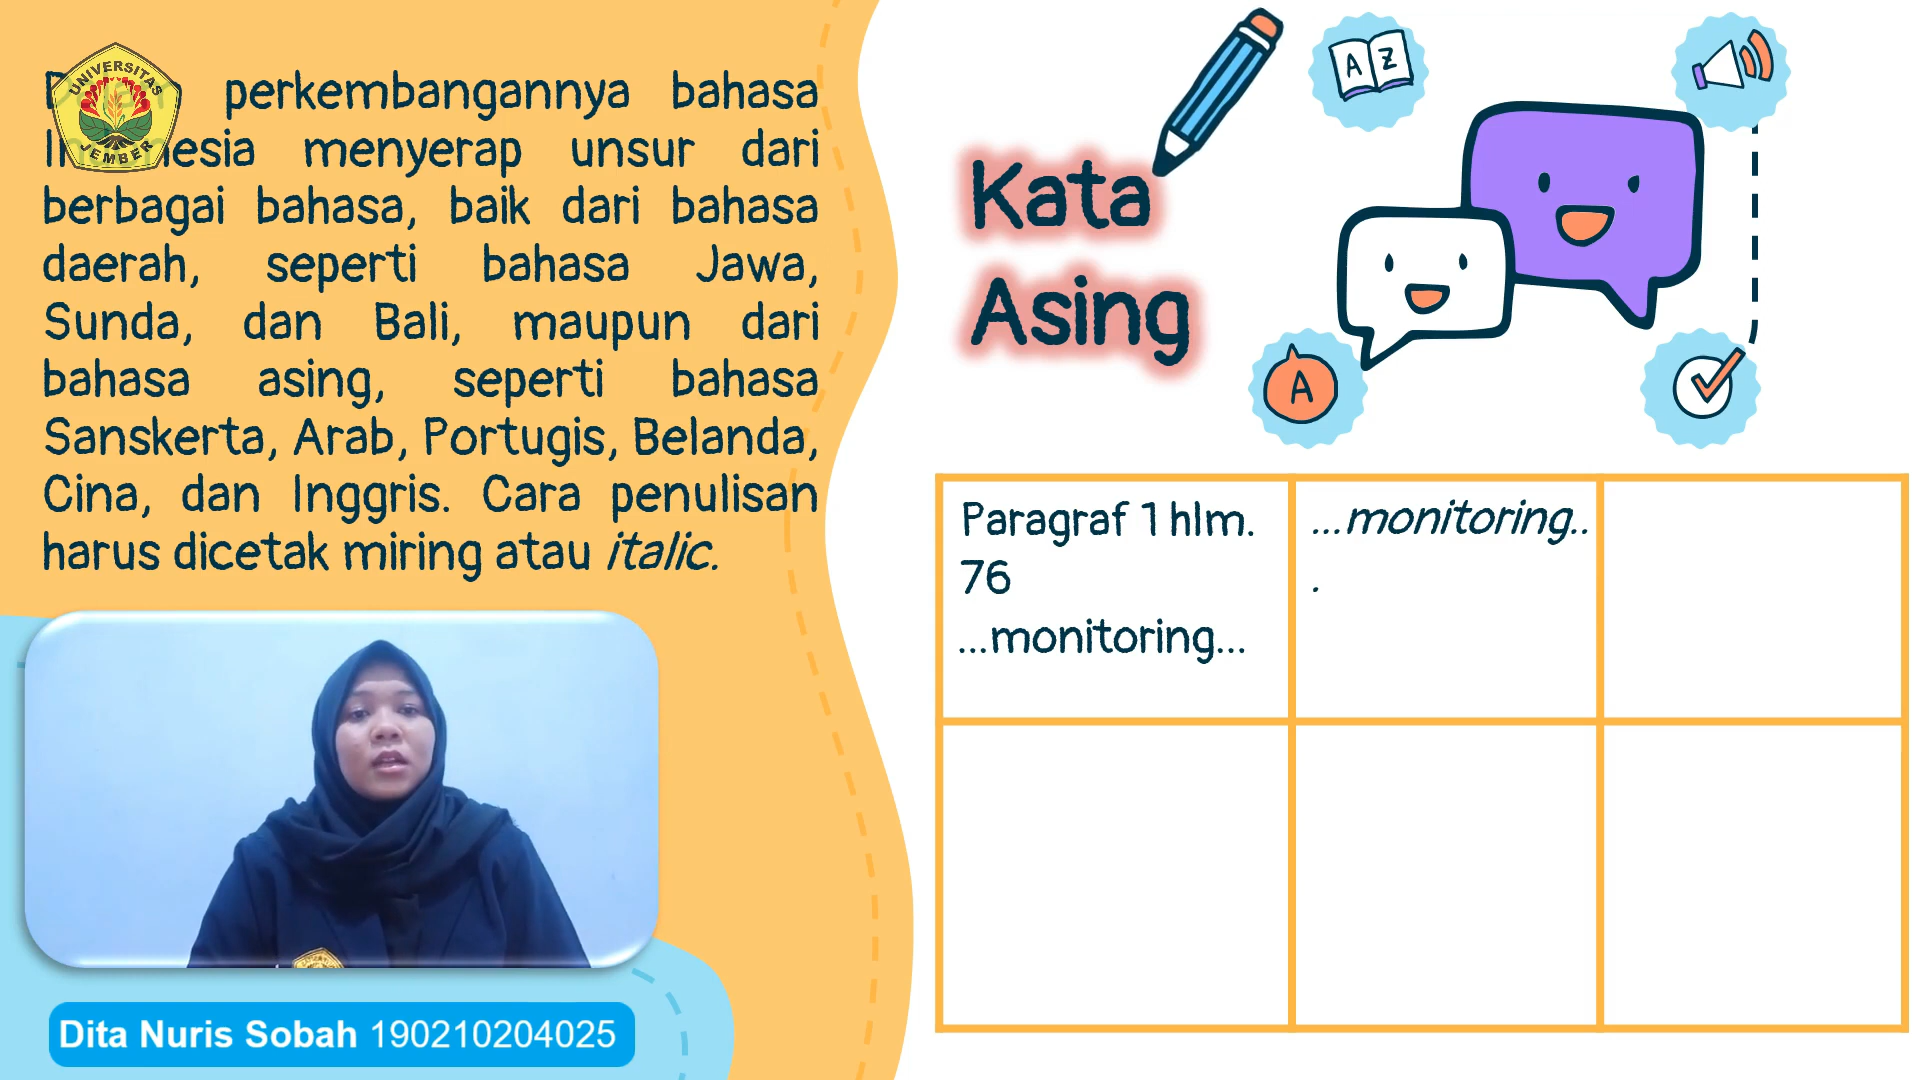 perkembangannya bahasa
menyerap unsur dari
berbagai bahasa, baik dari bahasa
daerah, seperti bahasa Jawa,
Sunda, dan Bali, maupun dari
bahasa asing, seperti bahasa
Sanskerta, Arab, Portugis, Belanda,
Cina, dan Inggris. Cara penulisan
harus dicetak miring atau italic.
UNIVERSITAS
JEMBER
Kata
Asing
A Z
A
Paragraf 1 hlm.
76
...monitoring...
...monitoring..
.
Dita Nuris Sobah 190210204025